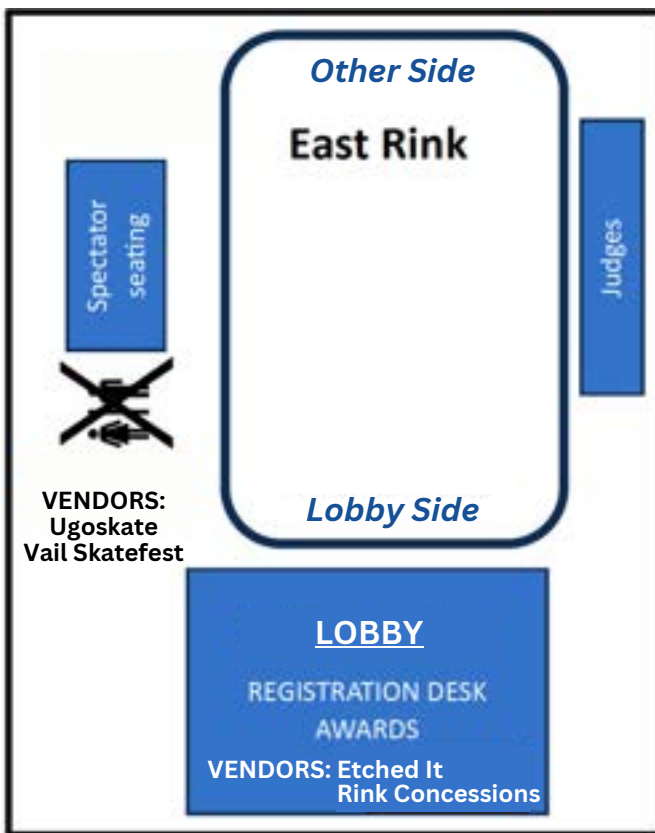 Other Side
East Rink
Spectator
seating
Judges
VENDORS:
Ugoskate
Vail Skatefest
Lobby Side
LOBBY
REGISTRATION DESK
AWARDS
VENDORS: Etched It
Rink Concessions